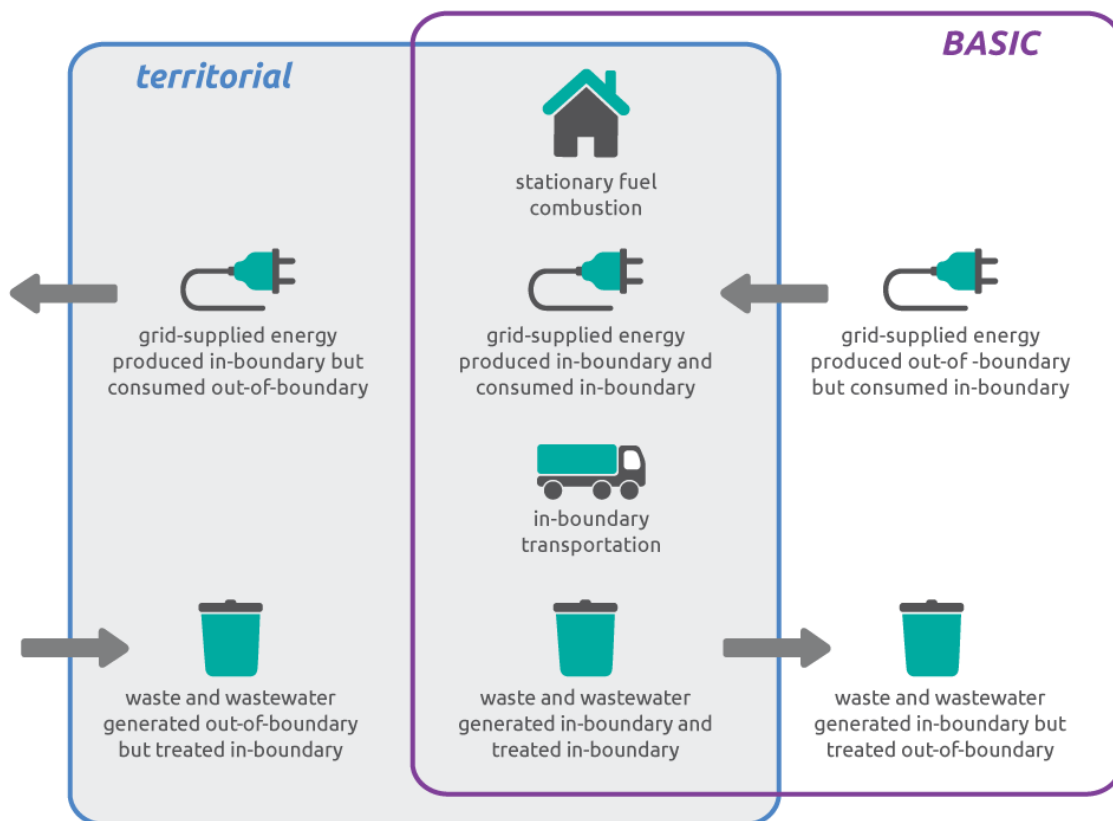 BASIC
territorial
stationary fuel
combustion
grid-supplied energy
produced in-boundary but
consumed out-of-boundary
grid-supplied energy
produced in-boundary and
consumed in-boundary
grid-supplied energy
produced out-of -boundary
but consumed in-boundary
in-boundary
transportation
waste and wastewater
generated out-of-boundary
but treated in-boundary
waste and wastewater
generated in-boundary and
treated in-boundary
waste and wastewater
generated in-boundary but
treated out-of-boundary